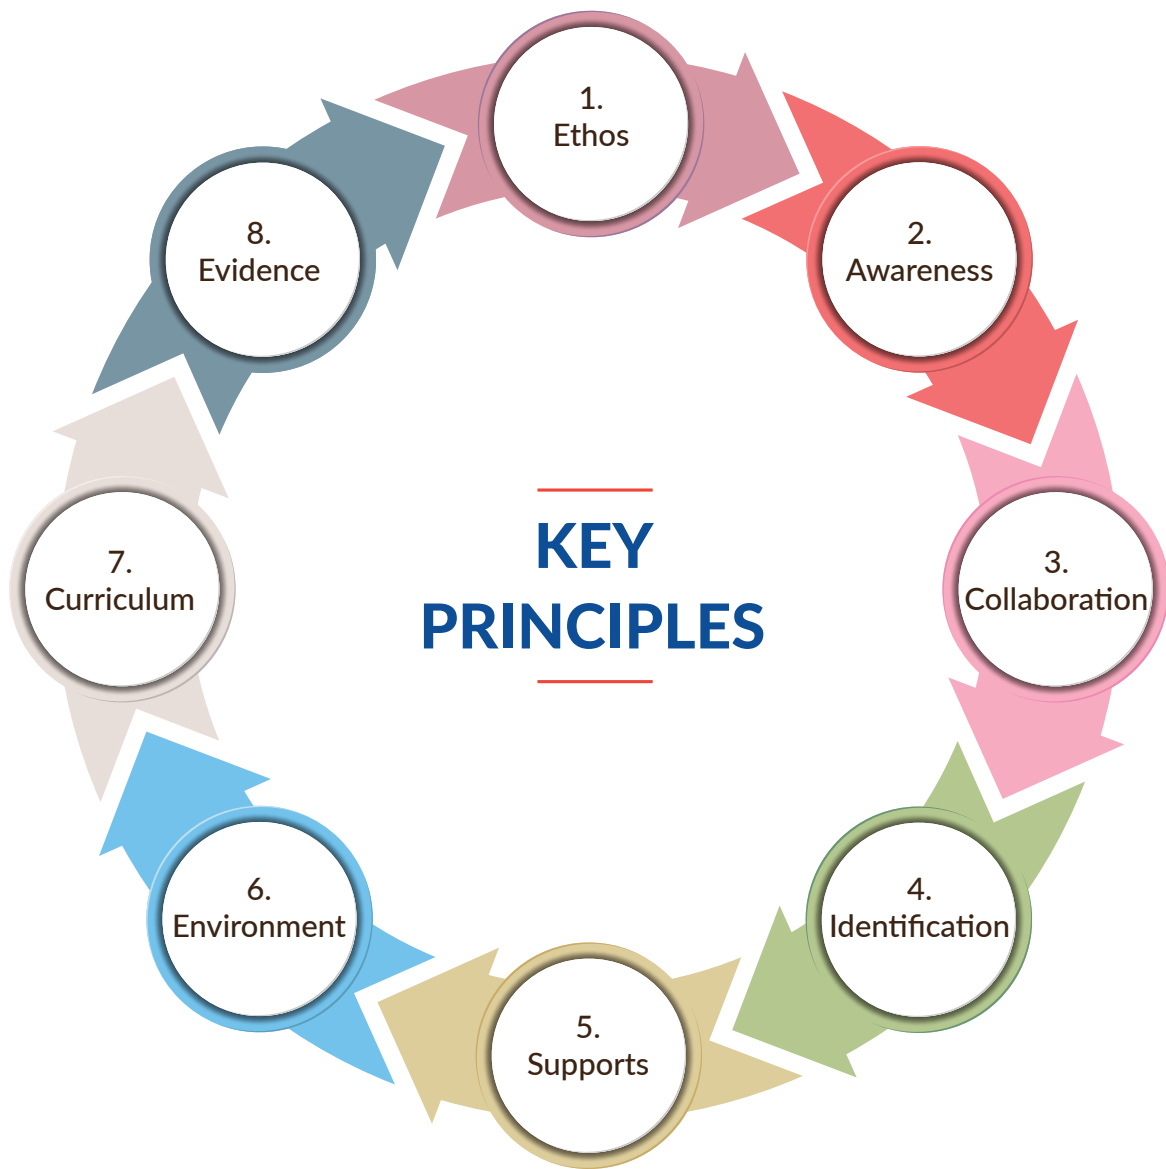 1.
Ethos
2.
Awareness
3.
Collaboration
4.
Identification
5.
Supports
6.
Environment
7.
Curriculum
8.
Evidence
KEY
PRINCIPLES